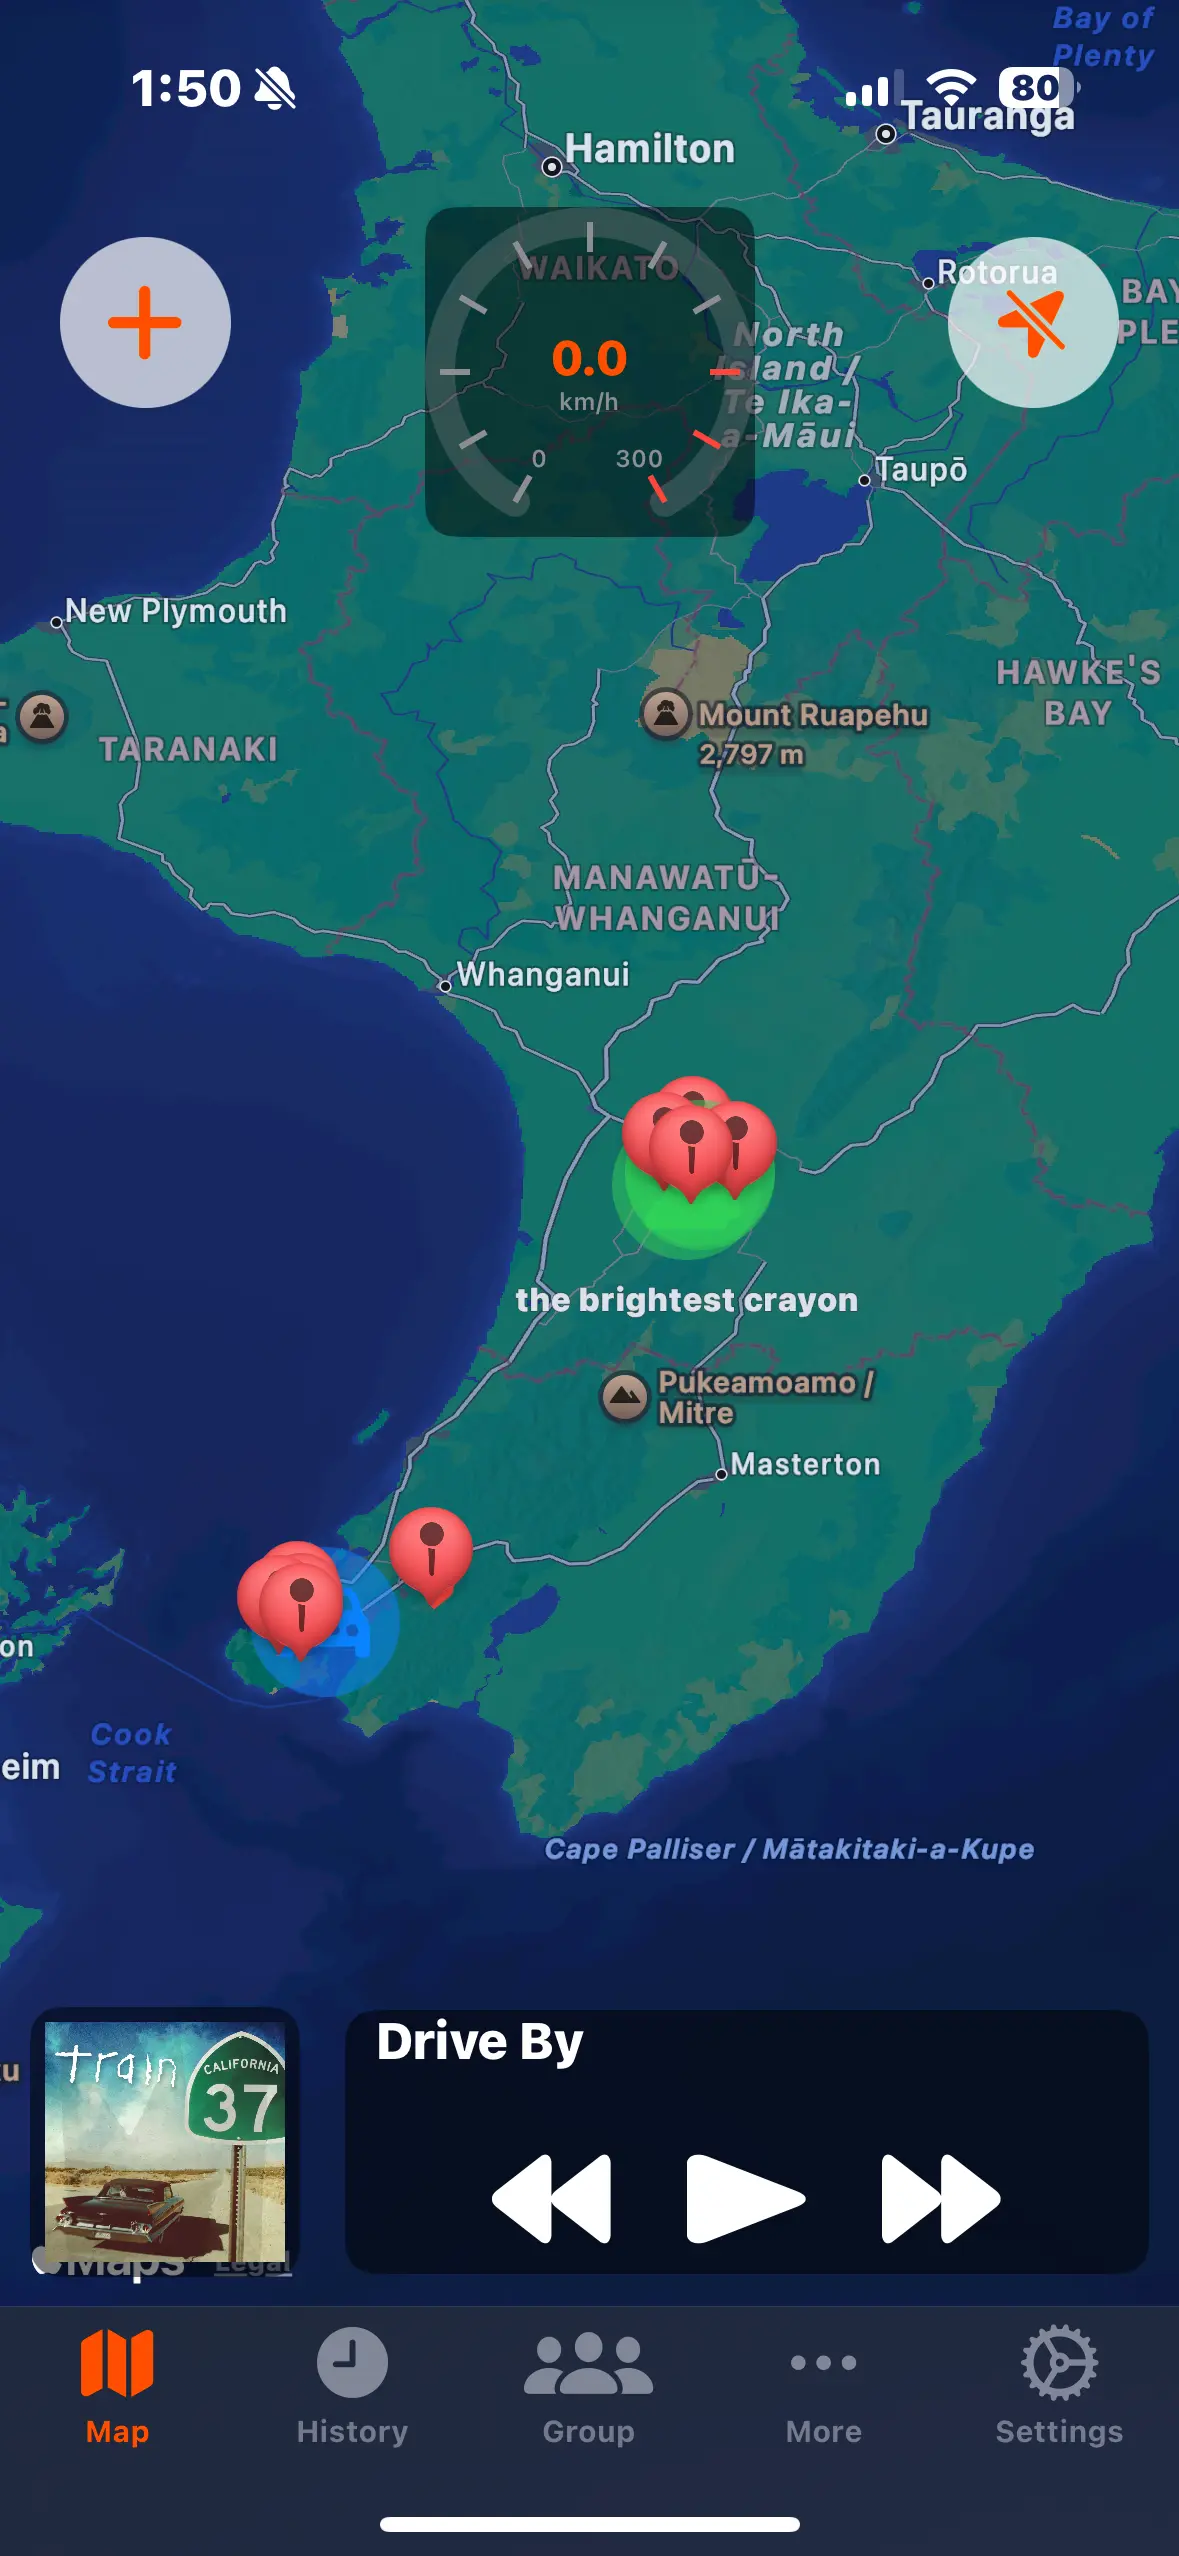 Bay of
Plenty
1:50
80
Tauranga
Hamilton
WAIKATO
Rotorua
BAY
PLE
North
Island /
Te Ika-
a-Māui
0.0
km/h
0
300
Taupō
New Plymouth
HAWKE'S
BAY
TARANAKI
Mount Ruapehu
2,797 m
MANAWATŪ-
WHANGANUI
Whanganui
the brightest crayon
Pukeamoamo /
Mitre
Masterton
on
Cook
Strait
eim
Cape Palliser / Mātakitaki-a-Kupe
train
CALIFORNIA
37
Drive By
Maps
Legal
Map
History
Group
More
Settings